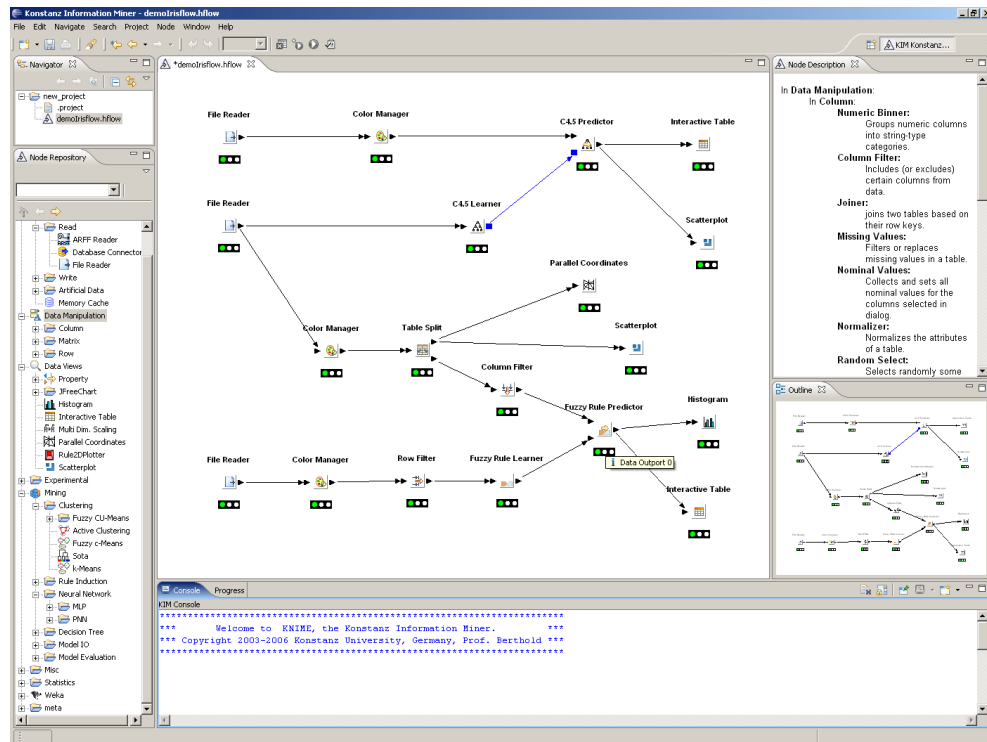 Konstanz Information Miner - demoIrisflow.hflow
File Edit Navigate Search Project Node Window Help
KIM Konstanz...
Navigator
new_project
.project
demoIrisflow.hflow
Node Repository
Read
ARFF Reader
Database Connector
File Reader
Write
Artificial Data
Memory Cache
Data Manipulation
Column
Matrix
Row
Data Views
Property
JFreeChart
Histogram
Interactive Table
Multi Dim. Scaling
Parallel Coordinates
Rule2DPlotter
Scatterplot
Experimental
Mining
Clustering
Fuzzy CU-Means
Active Clustering
Fuzzy c-Means
Sota
k-Means
Rule Induction
Neural Network
MLP
PNN
Decision Tree
Model IO
Model Evaluation
Misc
Statistics
Weka
meta
*demoIrisflow.hflow
File Reader
Color Manager
C4.5 Predictor
Interactive Table
File Reader
C4.5 Learner
Scatterplot
Parallel Coordinates
Color Manager
Table Split
Scatterplot
Column Filter
Fuzzy Rule Predictor
Histogram
Data Outport 0
File Reader
Color Manager
Row Filter
Fuzzy Rule Learner
Interactive Table
Node Description
In Data Manipulation:
In Column:
Numeric Binner:
Groups numeric columns
into string-type
categories.
Column Filter:
Includes (or excludes)
certain columns from
data.
Joiner:
joins two tables based on
their row keys.
Missing Values:
Filters or replaces
missing values in a table.
Nominal Values:
Collects and sets all
nominal values for the
columns selected in
dialog.
Normalizer:
Normalizes the attributes
of a table.
Random Select:
Selects randomly some
Outline
Console Progress
KIM Console
***********************************************************************
*** Welcome to KNIME, the Konstanz Information Miner. ***
*** Copyright 2003-2006 Konstanz University, Germany, Prof. Berthold ***
***********************************************************************